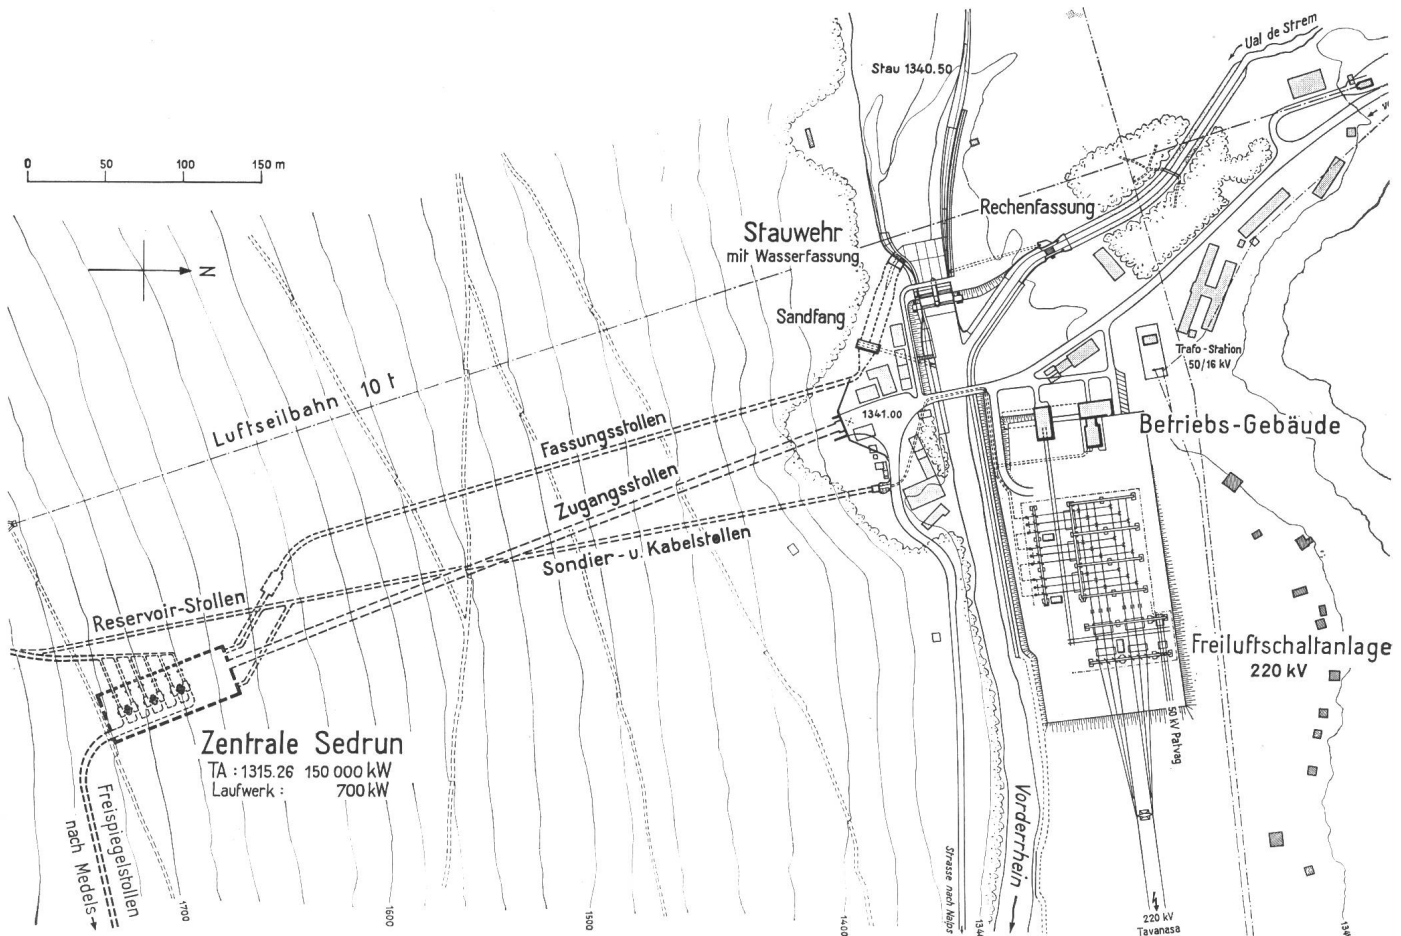 Ual de Strem
Stau 1340.50
0 50 100 150 m
N
Rechenfassung
Stauwehr
mit Wasserfassung
Sandfang
Trafo-Station
50/16 kV
Luftseilbahn 10 t
1341.00
Betriebs-Gebäude
Fassungsstollen
Zugangsstollen
Sondier- u. Kabelstollen
Reservoir-Stollen
Freiluftschaltanlage
220 kV
50 kV Patvag
Zentrale Sedrun
TA : 1315.26 150 000 kW
Laufwerk : 700 kW
Freispiegelstollen
nach Medels
Vorderrhein
Strasse nach Nalps
1700
1600
1500
1400
220 kV
Tavanasa